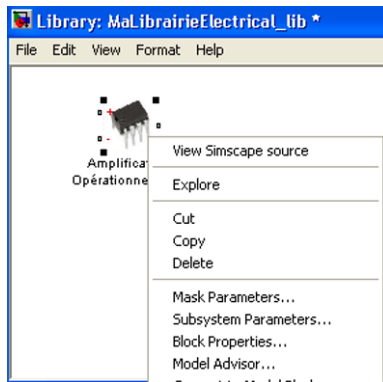 Library: MaLibrairieElectrical_lib *
File Edit View Format Help
+
-
Opérationne
View Simscape source
Explore
Cut
Copy
Delete
Mask Parameters...
Subsystem Parameters...
Block Properties...
Model Advisor...